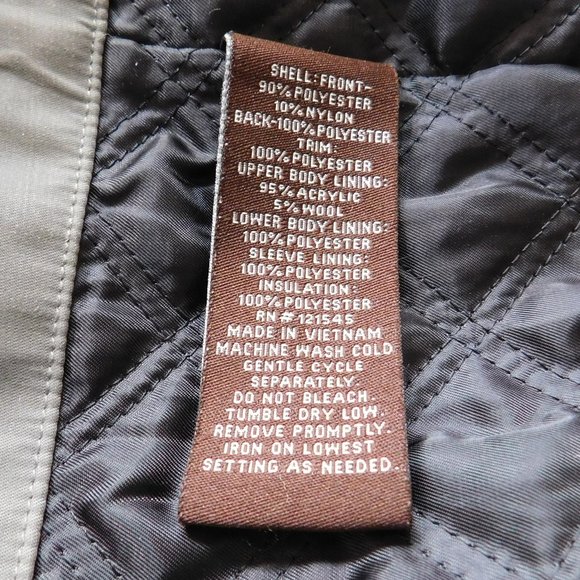 SHELL: FRONT-
90% POLYESTER
10% NYLON
BACK-100% POLYESTER
TRIM:
100% POLYESTER
UPPER BODY LINING:
95% ACRYLIC
5% WOOL
LOWER BODY LINING:
100% POLYESTER
SLEEVE LINING:
100% POLYESTER
INSULATION:
100% POLYESTER
RN# 121545
MADE IN VIETNAM
MACHINE WASH COLD
GENTLE CYCLE
SEPARATELY.
DO NOT BLEACH.
TUMBLE DRY LOW.
REMOVE PROMPTLY.
IRON ON LOWEST
SETTING AS NEEDED.